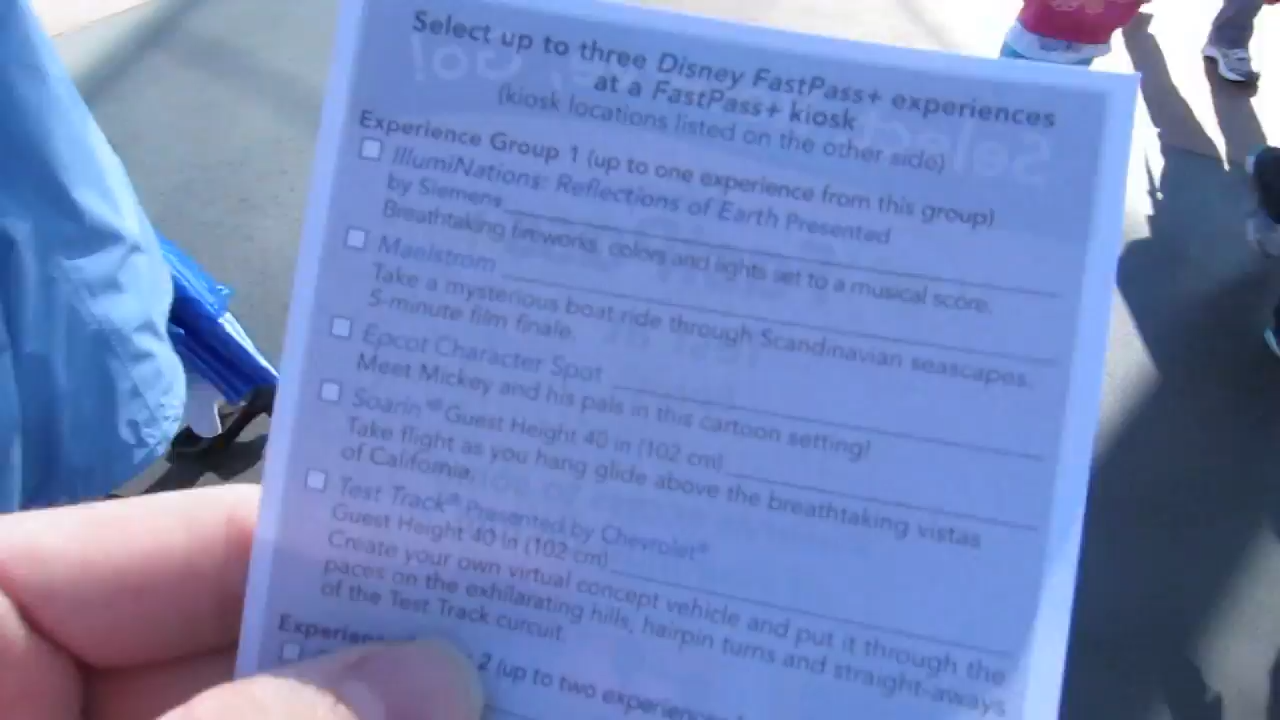 Select up to three Disney FastPass+ experiences
at a FastPass+ kiosk
(kiosk locations listed on the other side)
Experience Group 1 (up to one experience from this group)
IllumiNations: Reflections of Earth Presented
by Siemens
Breathtaking fireworks, colors and lights set to a musical score.
Maelstrom
Take a mysterious boat ride through Scandinavian seascapes.
5-minute film finale.
Epcot Character Spot
Meet Mickey and his pals in this cartoon setting!
Soarin'® Guest Height 40 in (102 cm)
Take flight as you hang glide above the breathtaking vistas
of California.
Test Track® Presented by Chevrolet®
Guest Height 40 in (102 cm)
Create your own virtual concept vehicle and put it through the
paces on the exhilarating hills, hairpin turns and straight-aways
of the Test Track curcuit.
2 (up to two